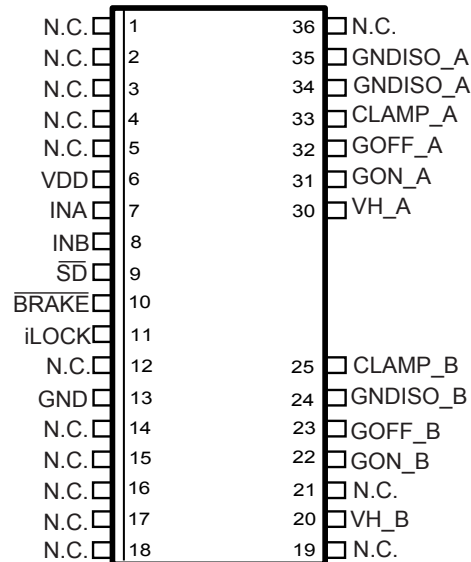 N.C. 1 36 N.C.
N.C. 2 35 GNDISO_A
N.C. 3 34 GNDISO_A
N.C. 4 33 CLAMP_A
N.C. 5 32 GOFF_A
VDD 6 31 GON_A
INA 7 30 VH_A
INB 8
SD 9
BRAKE 10
iLOCK 11
N.C. 12 25 CLAMP_B
GND 13 24 GNDISO_B
N.C. 14 23 GOFF_B
N.C. 15 22 GON_B
N.C. 16 21 N.C.
N.C. 17 20 VH_B
N.C. 18 19 N.C.